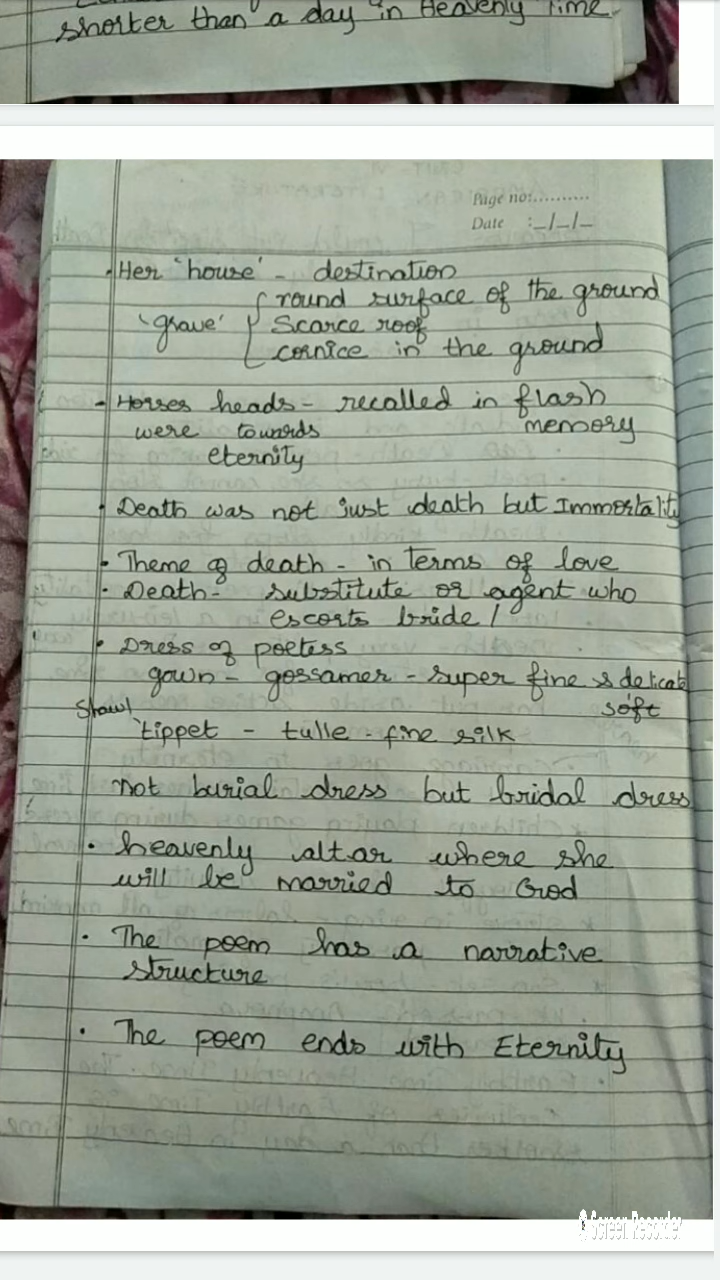 shorter than a day in Heavenly Time.
Page no:..........
Date :_/_/_
• Her 'house' - destination
'grave' { round surface of the ground
Scarce roof
cornice in the ground
- Horses heads - recalled in flash
were towards memory
eternity
• Death was not just death but Immortality
• Theme of death - in terms of love
• Death - substitute or agent who
escorts bride /
• Dress of poetess
gown - gossamer - super fine & delicate
Shawl soft
'tippet - tulle - fine silk
not burial dress but bridal dress
• heavenly altar where she
will be married to God
• The poem has a narrative
structure
• The poem ends with Eternity
Screen Recorder